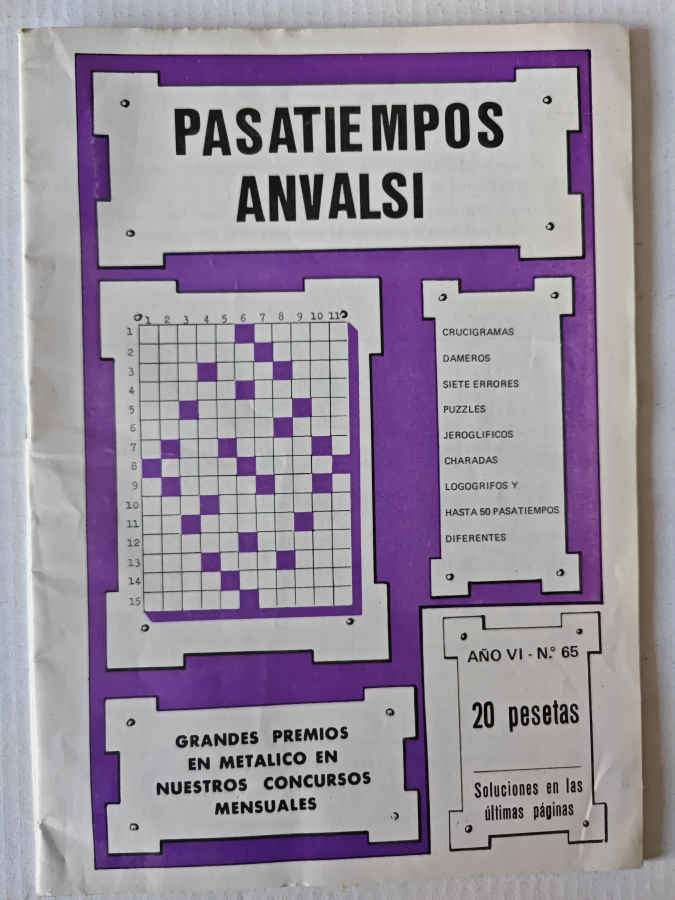 PASATIEMPOS
ANVALSI
1 2 3 4 5 6 7 8 9 10 11
1
2
3
4
5
6
7
8
9
10
11
12
13
14
15
CRUCIGRAMAS
DAMEROS
SIETE ERRORES
PUZZLES
JEROGLIFICOS
CHARADAS
LOGOGRIFOS Y
HASTA 50 PASATIEMPOS
DIFERENTES
GRANDES PREMIOS
EN METALICO EN
NUESTROS CONCURSOS
MENSUALES
AÑO VI - N.º 65
20 pesetas
Soluciones en las
últimas páginas